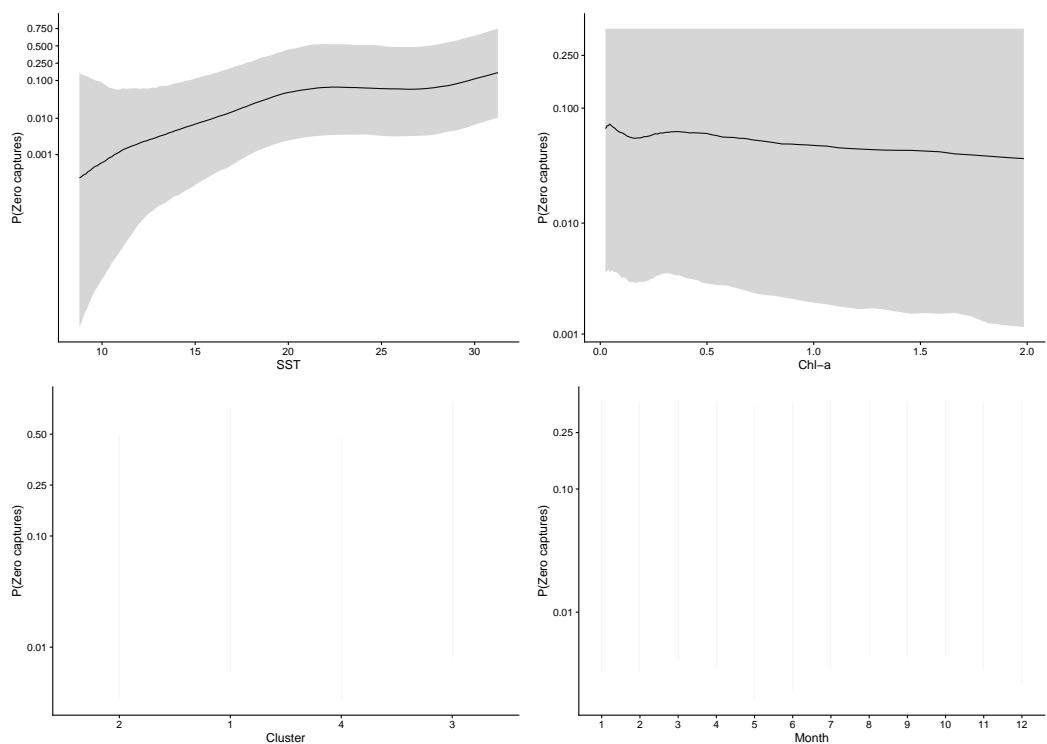 0.750
0.500
0.250
0.100
0.010
0.001
P(Zero captures)
10 15 20 25 30
SST
0.250
0.100
0.010
0.001
P(Zero captures)
0.0 0.5 1.0 1.5 2.0
Chl−a
0.50
0.25
0.10
0.01
P(Zero captures)
2 1 4 3
Cluster
0.25
0.10
0.01
P(Zero captures)
1 2 3 4 5 6 7 8 9 10 11 12
Month